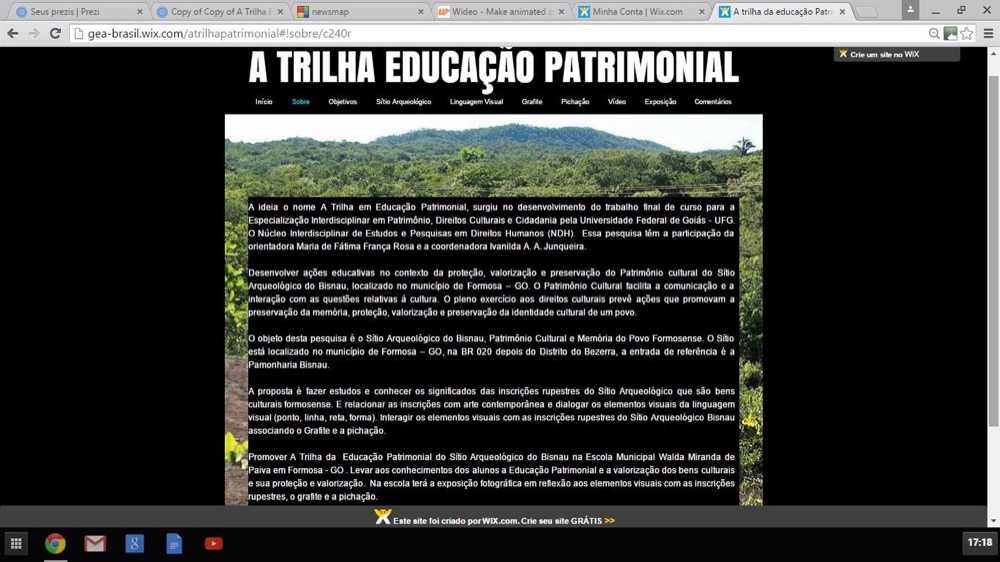 Seus prezis | Prezi
Copy of Copy of A Trilha E
newsmap
Wideo - Make animated o
Minha Conta | Wix.com
A trilha da educação Patri
gea-brasil.wix.com/atrilhapatrimonial#!sobre/c240r
Crie um site no WiX
A TRILHA EDUCAÇÃO PATRIMONIAL
Início Sobre Objetivos Sítio Arqueológico Linguagem Visual Grafite Pichação Vídeo Exposição Comentários
A ideia o nome A Trilha em Educação Patrimonial, surgiu no desenvolvimento do trabalho final de curso para a
Especialização Interdisciplinar em Patrimônio, Direitos Culturais e Cidadania pela Universidade Federal de Goiás - UFG.
O Núcleo Interdisciplinar de Estudos e Pesquisas em Direitos Humanos (NDH). Essa pesquisa têm a participação da
orientadora Maria de Fátima França Rosa e a coordenadora Ivanilda A. A. Junqueira.
Desenvolver ações educativas no contexto da proteção, valorização e preservação do Patrimônio cultural do Sítio
Arqueológico do Bisnau, localizado no município de Formosa – GO. O Patrimônio Cultural facilita a comunicação e a
interação com as questões relativas á cultura. O pleno exercício aos direitos culturais prevê ações que promovam a
preservação da memória, proteção, valorização e preservação da identidade cultural de um povo.
O objeto desta pesquisa é o Sítio Arqueológico do Bisnau, Patrimônio Cultural e Memória do Povo Formosense. O Sítio
está localizado no município de Formosa – GO, na BR 020 depois do Distrito do Bezerra, a entrada de referência é a
Pamonharia Bisnau.
A proposta é fazer estudos e conhecer os significados das inscrições rupestres do Sítio Arqueológico que são bens
culturais formosense. E relacionar as inscrições com arte contemporânea e dialogar os elementos visuais da linguagem
visual (ponto, linha, reta, forma). Interagir os elementos visuais com as inscrições rupestres do Sítio Arqueológico Bisnau
associando o Grafite e a pichação.
Promover A Trilha da Educação Patrimonial do Sítio Arqueológico do Bisnau na Escola Municipal Walda Miranda de
Paiva em Formosa - GO . Levar aos conhecimentos dos alunos a Educação Patrimonial e a valorização dos bens culturais
e sua proteção e valorização. Na escola terá a exposição fotográfica em reflexão aos elementos visuais com as inscrições
rupestres, o grafite e a pichação.
Este site foi criado por WIX.com. Crie seu site GRÁTIS >>
17:18